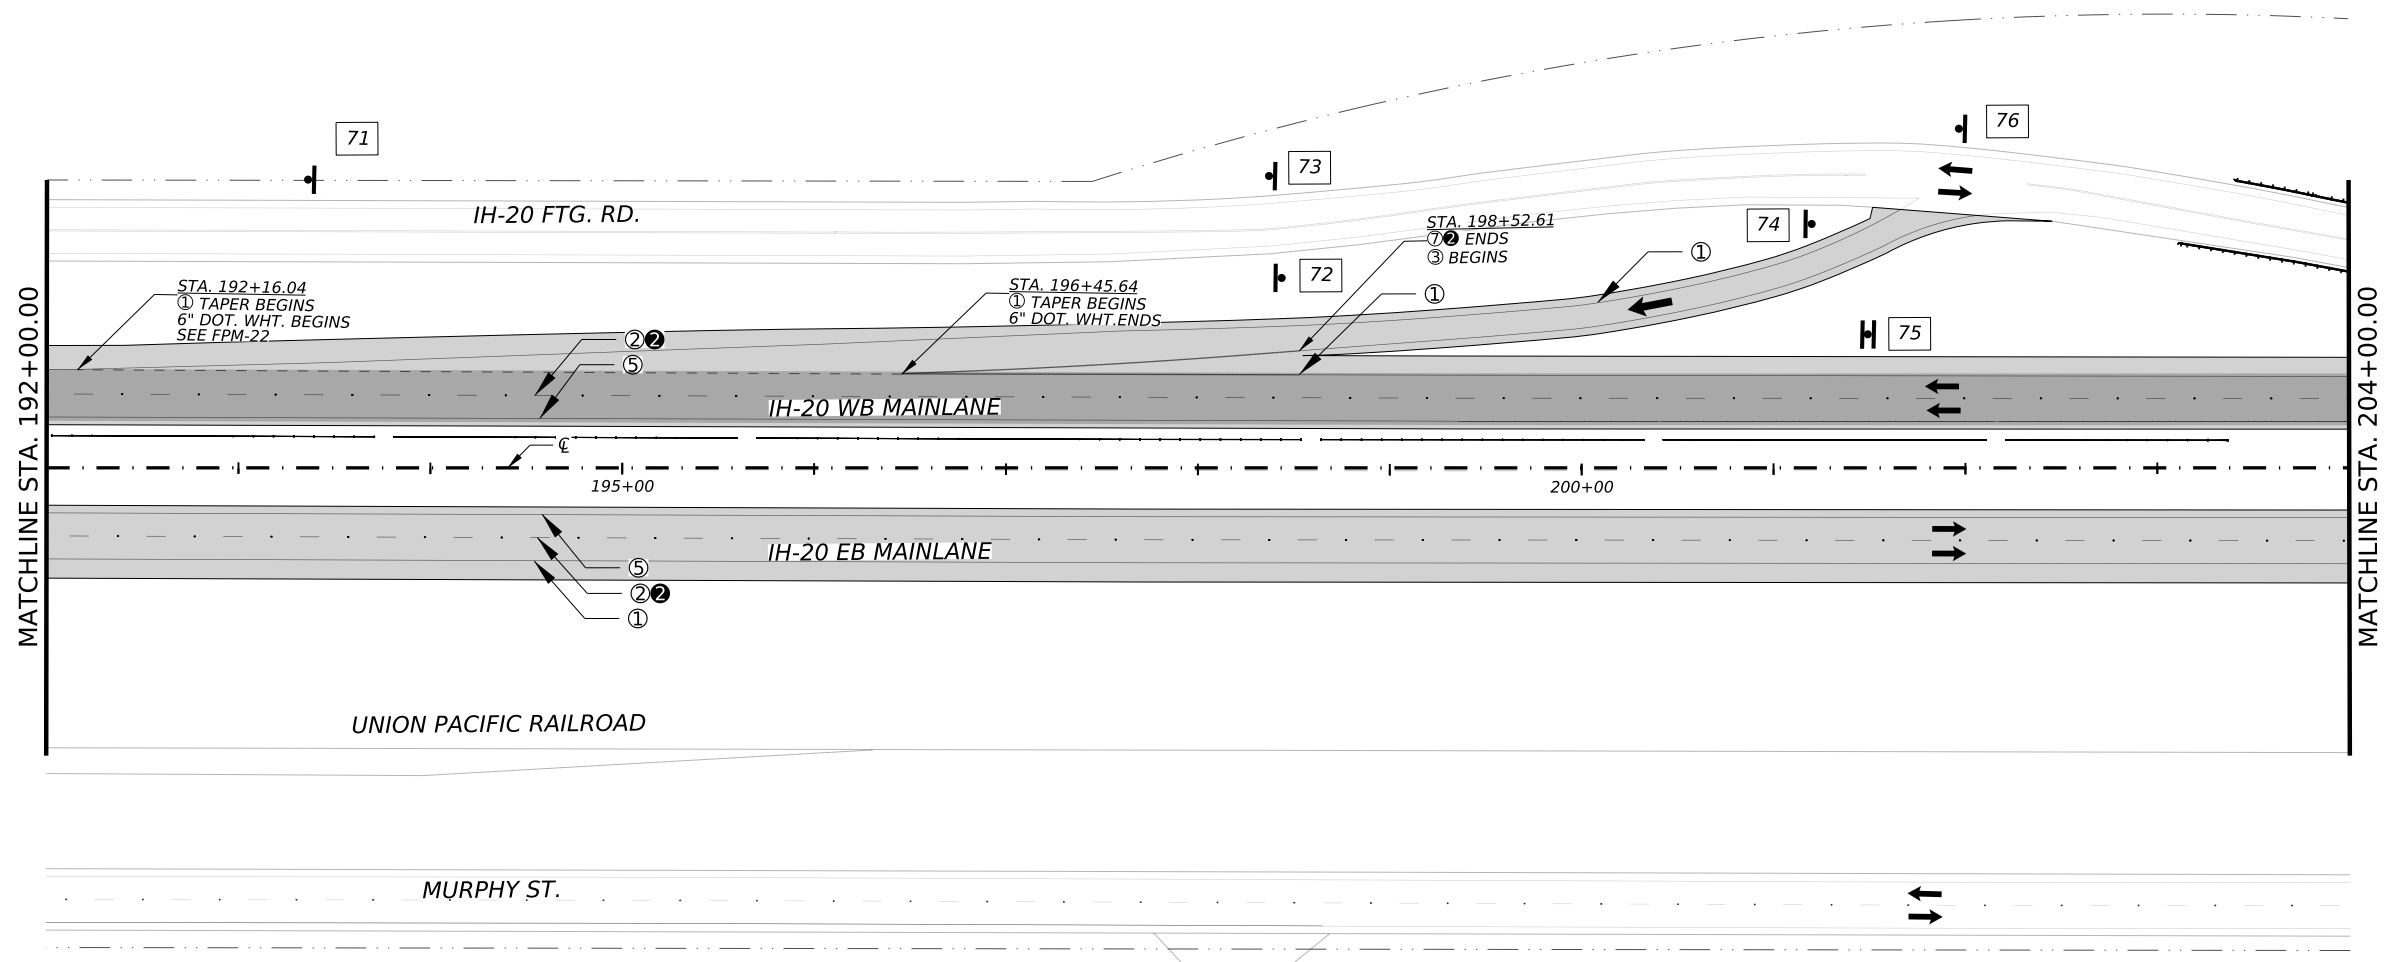 76
71
73
IH-20 FTG. RD.
74
STA. 198+52.61
⑦❷ ENDS
③ BEGINS
①
72
STA. 192+16.04
① TAPER BEGINS
6" DOT. WHT. BEGINS
SEE FPM-22
STA. 196+45.64
① TAPER BEGINS
6" DOT. WHT.ENDS
①
75
②❷
⑤
IH-20 WB MAINLANE
℄
MATCHLINE STA. 192+00.00
MATCHLINE STA. 204+00.00
195+00
200+00
IH-20 EB MAINLANE
⑤
②❷
①
UNION PACIFIC RAILROAD
MURPHY ST.